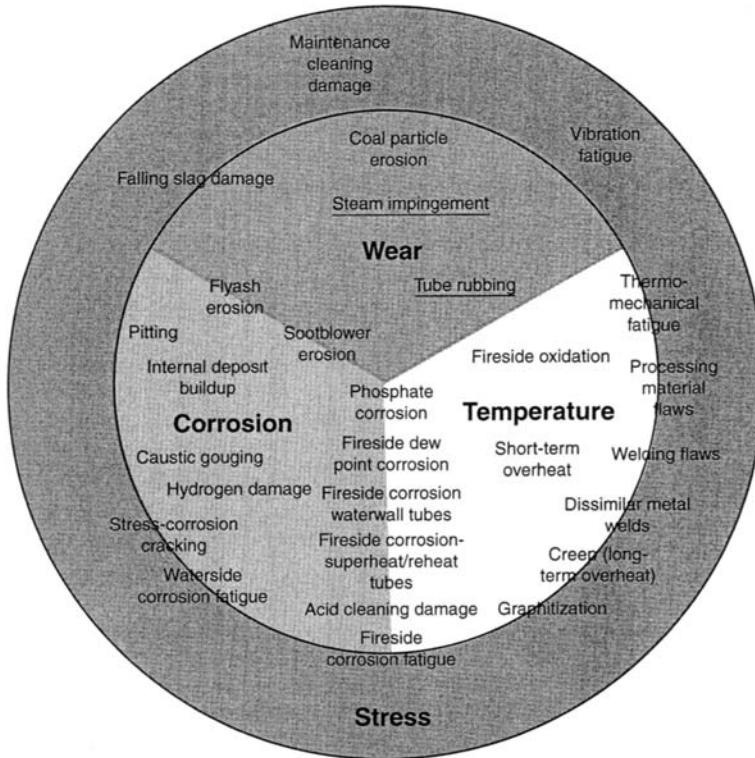 Maintenance
cleaning
damage
Coal particle
erosion
Vibration
fatigue
Falling slag damage
Steam impingement
Wear
Flyash
erosion
Tube rubbing
Thermo-
mechanical
fatigue
Pitting
Sootblower
erosion
Internal deposit
buildup
Fireside oxidation
Processing
material
flaws
Phosphate
corrosion
Corrosion
Temperature
Caustic gouging
Fireside dew
point corrosion
Short-term
overheat
Welding flaws
Hydrogen damage
Fireside corrosion
waterwall tubes
Dissimilar metal
welds
Stress-corrosion
cracking
Fireside corrosion-
superheat/reheat
tubes
Creep (long-
term overheat)
Waterside
corrosion fatigue
Acid cleaning damage
Graphitization
Fireside
corrosion fatigue
Stress